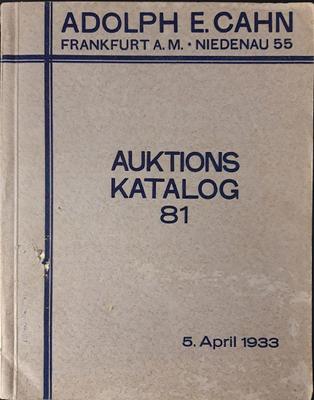 ADOLPH E. CAHN
FRANKFURT A. M. · NIEDENAU 55
AUKTIONS
KATALOG
81
5. April 1933